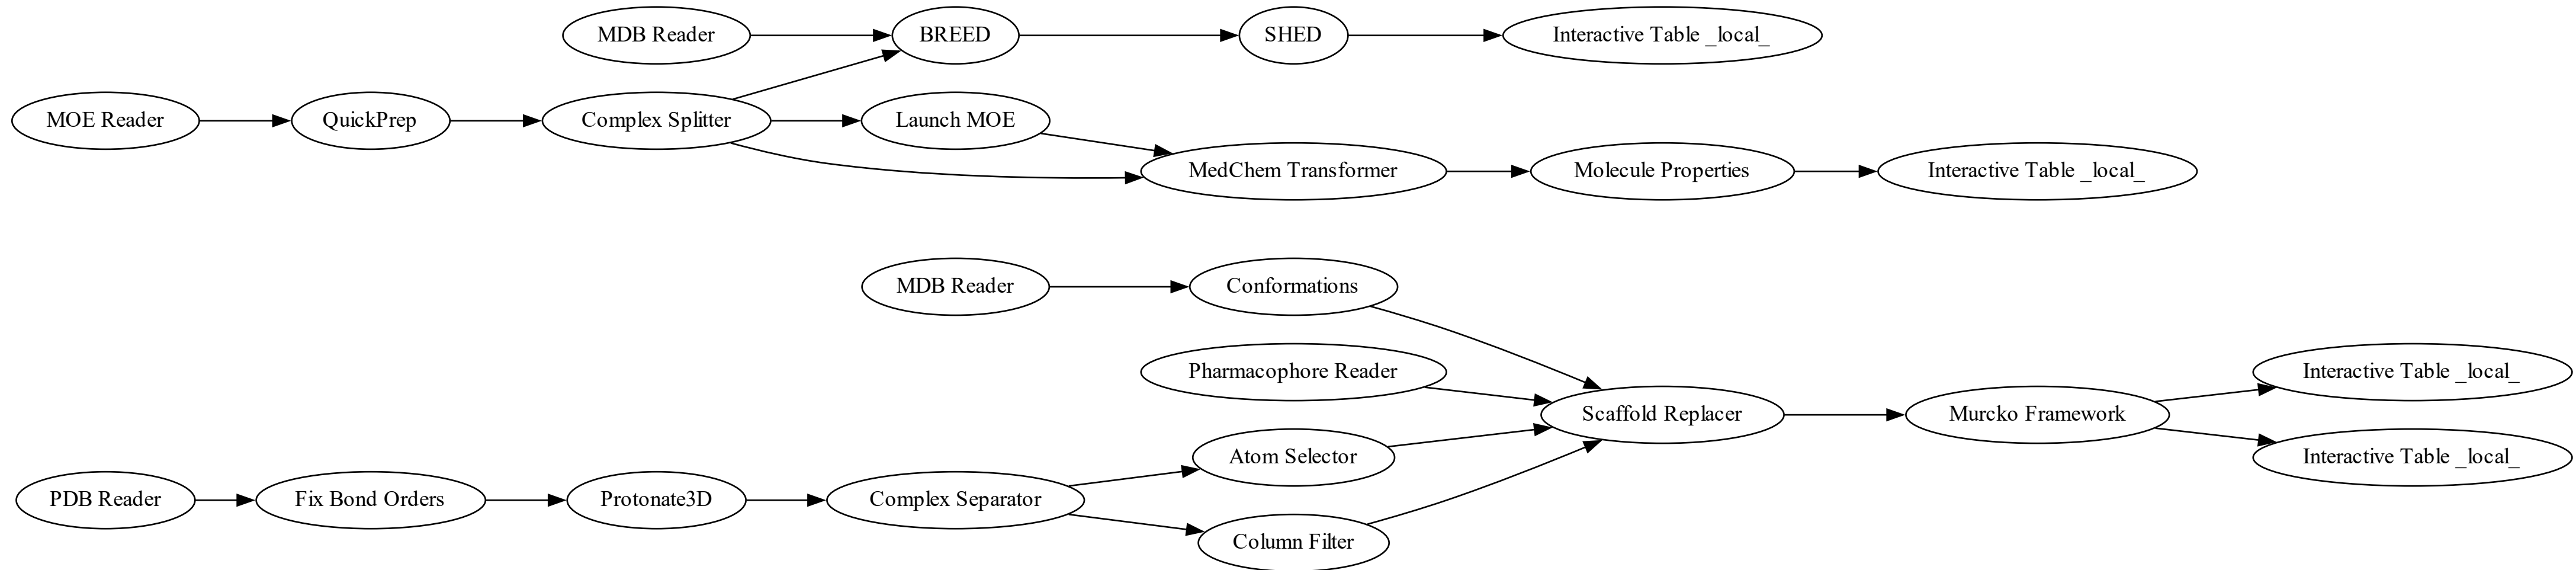 MDB Reader
BREED
SHED
Interactive Table _local_
MOE Reader
QuickPrep
Complex Splitter
Launch MOE
MedChem Transformer
Molecule Properties
Interactive Table _local_
MDB Reader
Conformations
Pharmacophore Reader
Scaffold Replacer
Murcko Framework
Interactive Table _local_
Interactive Table _local_
Atom Selector
PDB Reader
Fix Bond Orders
Protonate3D
Complex Separator
Column Filter